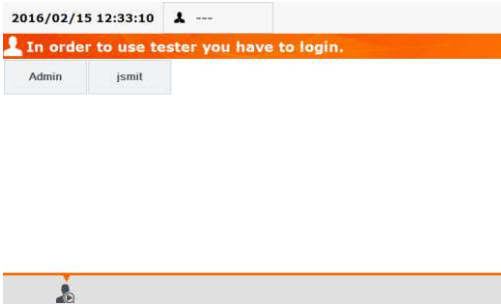 2016/02/15 12:33:10 ---
In order to use tester you have to login.
Admin jsmit